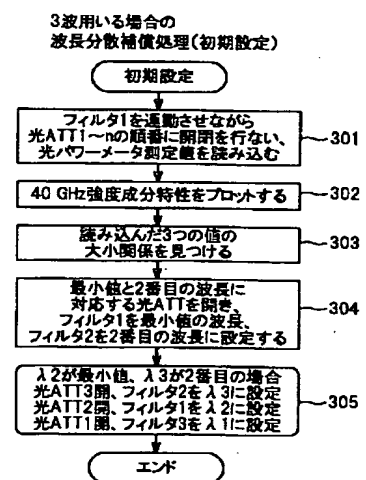 3波用いる場合の
波長分散補償処理(初期設定)
初期設定
フィルタ1を連動させながら
光ATT1〜nの順番に開閉を行ない、
光パワーメータ測定値を読み込む
301
40 GHz強度成分特性をプロットする
302
読み込んだ3つの値の
大小関係を見つける
303
最小値と2番目の波長に
対応する光ATTを開き、
フィルタ1を最小値の波長、
フィルタ2を2番目の波長に設定する
304
λ2が最小値、λ3が2番目の場合
光ATT3開、フィルタ2をλ3に設定
光ATT2開、フィルタ1をλ2に設定
光ATT1開、フィルタ3をλ1に設定
305
エンド